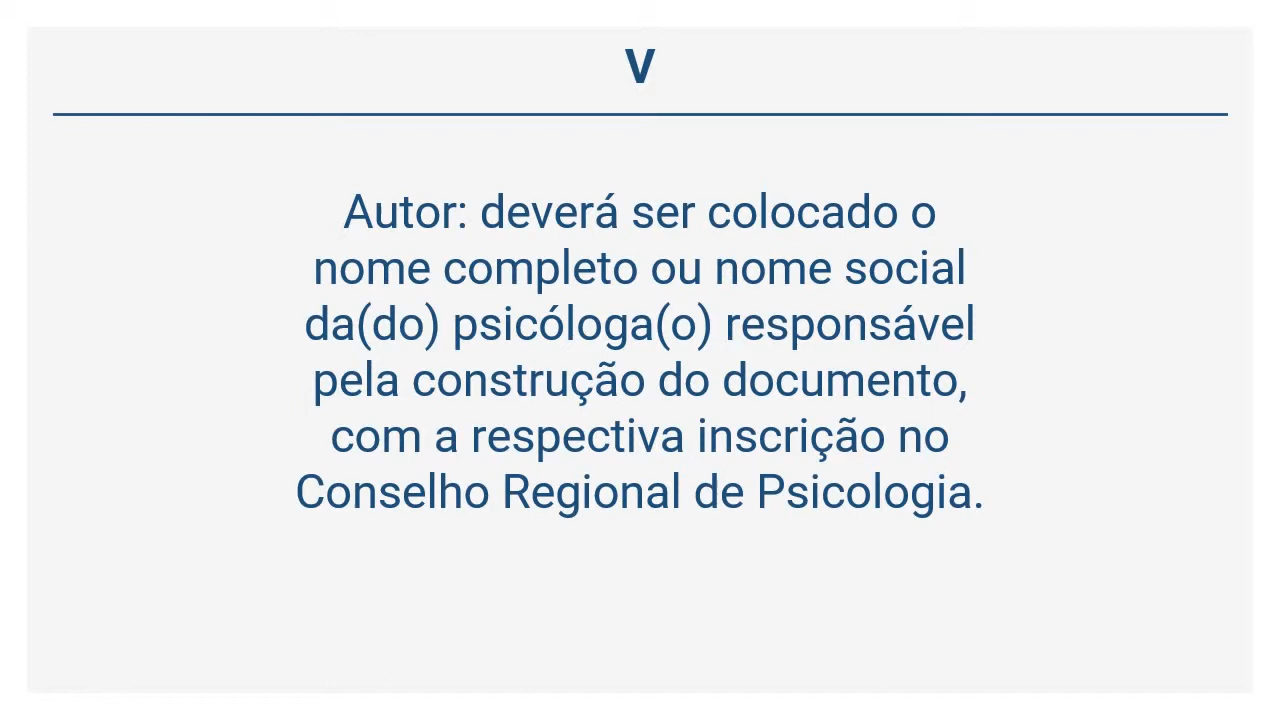 V
Autor: deverá ser colocado o
nome completo ou nome social
da(do) psicóloga(o) responsável
pela construção do documento,
com a respectiva inscrição no
Conselho Regional de Psicologia.